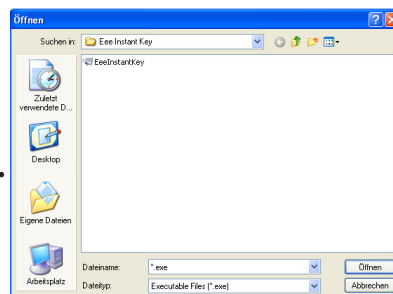 Öffnen
Suchen in:
Eee Instant Key
EeeInstantKey
Zuletzt
verwendete D...
Desktop
Eigene Dateien
Arbeitsplatz
Dateiname:
*.exe
Öffnen
Dateityp:
Executable Files (*.exe)
Abbrechen